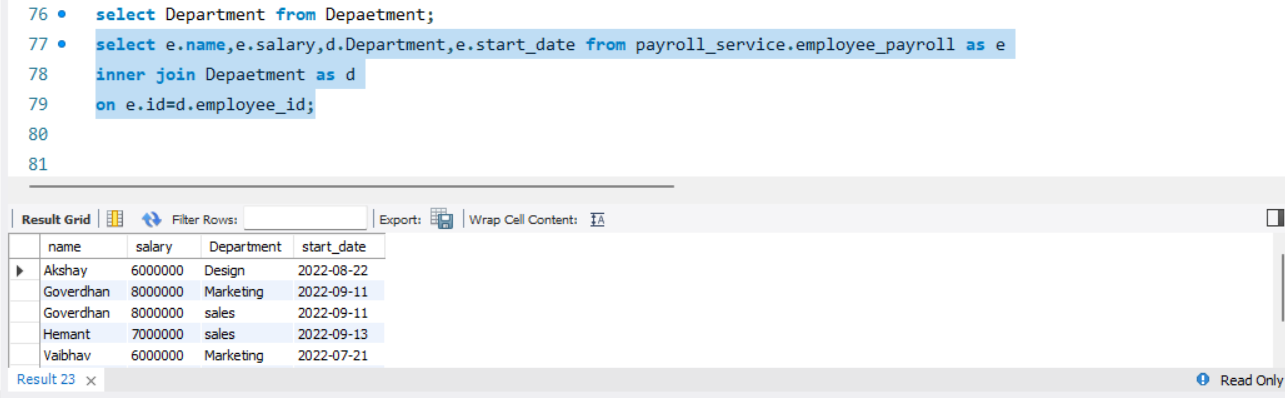 76 select Department from Depaetment;
77 select e.name,e.salary,d.Department,e.start_date from payroll_service.employee_payroll as e
78 inner join Depaetment as d
79 on e.id=d.employee_id;
80
81
Result Grid Filter Rows: Export: Wrap Cell Content: IA
name salary Department start_date
Akshay 6000000 Design 2022-08-22
Goverdhan 8000000 Marketing 2022-09-11
Goverdhan 8000000 sales 2022-09-11
Hemant 7000000 sales 2022-09-13
Vaibhav 6000000 Marketing 2022-07-21
Result 23 Read Only